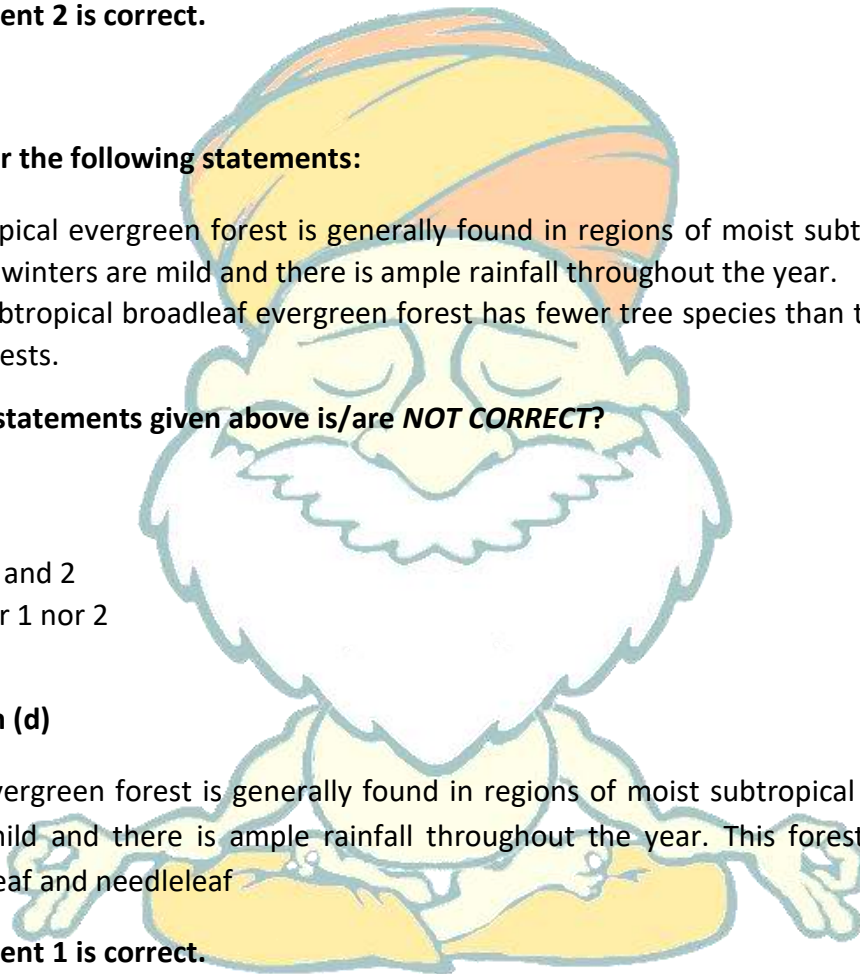 ent 2 is correct.
r the following statements:
pical evergreen forest is generally found in regions of moist subt
winters are mild and there is ample rainfall throughout the year.
btropical broadleaf evergreen forest has fewer tree species than t
ests.
statements given above is/are NOT CORRECT?
and 2
r 1 nor 2
(d)
vergreen forest is generally found in regions of moist subtropical
ild and there is ample rainfall throughout the year. This forest
eaf and needleleaf
ent 1 is correct.